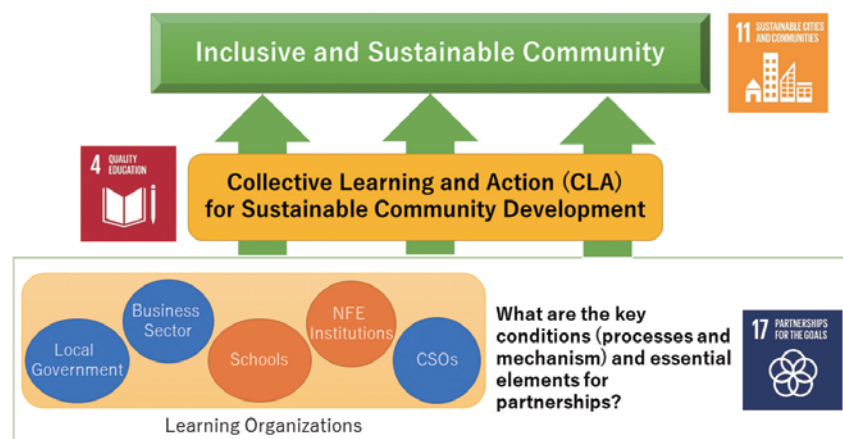 Inclusive and Sustainable Community
11 SUSTAINABLE CITIES
AND COMMUNITIES
4 QUALITY
EDUCATION
Collective Learning and Action (CLA)
for Sustainable Community Development
Local
Government
Business
Sector
Schools
NFE
Institutions
CSOs
Learning Organizations
What are the key
conditions (processes and
mechanism) and essential
elements for
partnerships?
17 PARTNERSHIPS
FOR THE GOALS